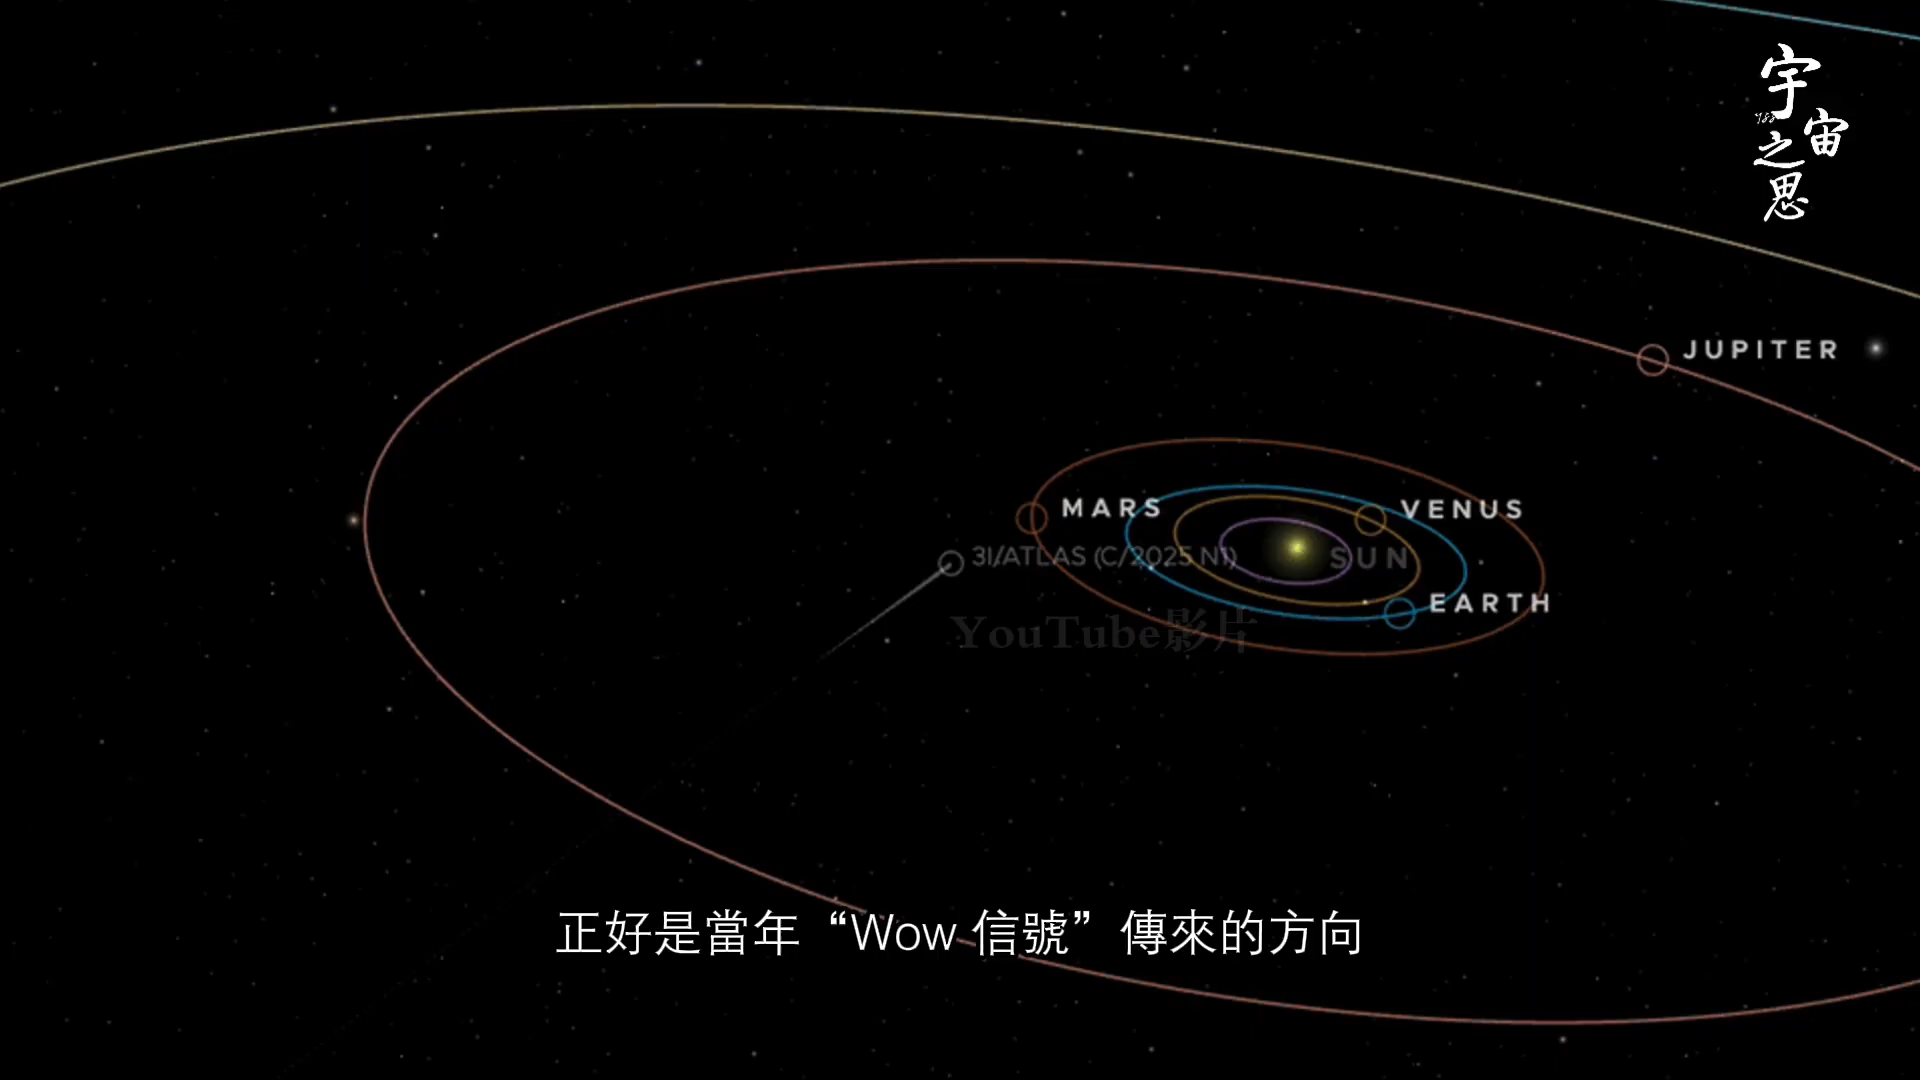 宇宙之思
JUPITER
MARS
VENUS
3I/ATLAS (C/2025 N1)
SUN
EARTH
YouTube影片
正好是當年“Wow 信號”傳來的方向